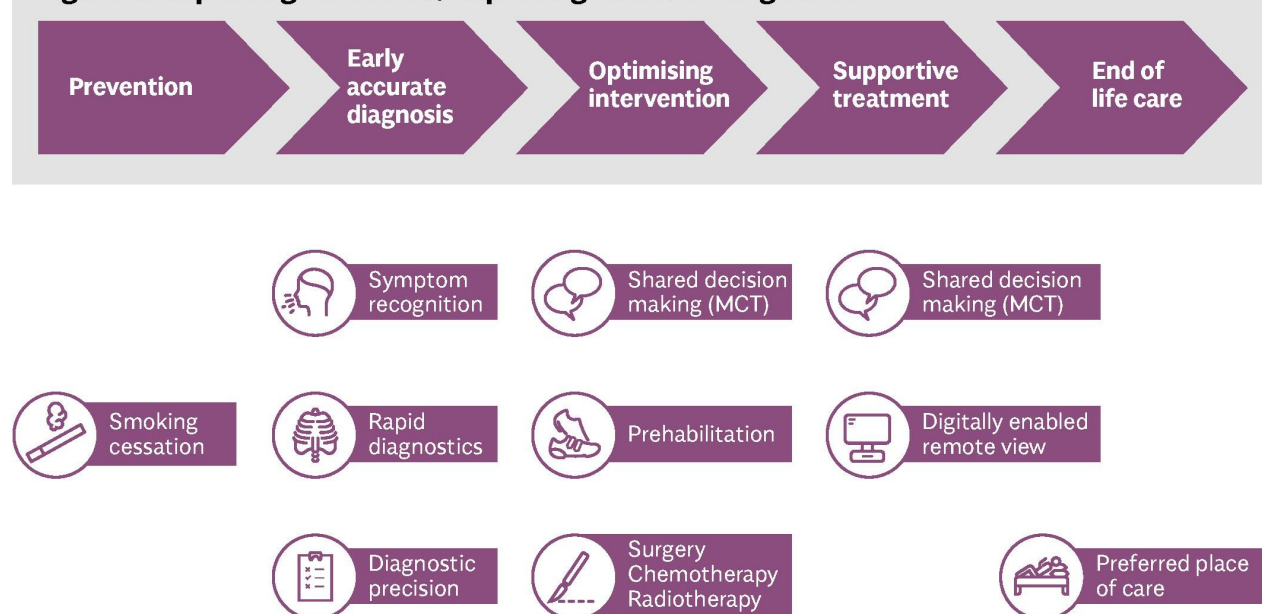 Prevention
Early
accurate
diagnosis
Optimising
intervention
Supportive
treatment
End of
life care
Symptom
recognition
Shared decision
making (MCT)
Shared decision
making (MCT)
Smoking
cessation
Rapid
diagnostics
Prehabilitation
Digitally enabled
remote view
Diagnostic
precision
Surgery
Chemotherapy
Radiotherapy
Preferred place
of care